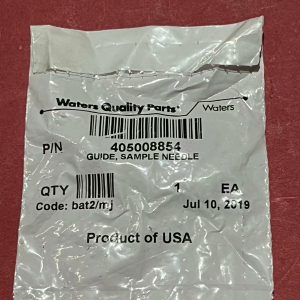 Waters Quality Parts Waters
P/N 405008854
GUIDE, SAMPLE NEEDLE
QTY 1 EA
Code: bat2/mj Jul 10, 2019
Product of USA